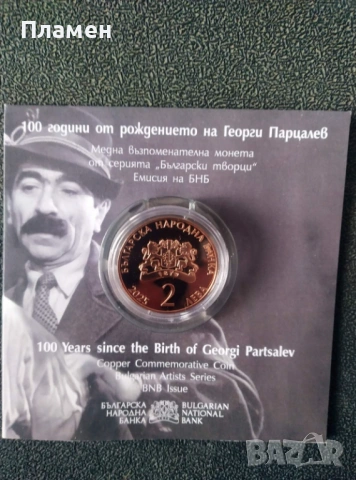 Пламен
100 години от рождението на Георги Парцалев
Медна възпоменателна монета
от серията „Български творци“
Емисия на БНБ
БЪЛГАРСКА НАРОДНА БАНКА
2025 2 ЛЕВА
100 Years since the Birth of Georgi Partsalev
Copper Commemorative Coin
Bulgarian Artists Series
BNB Issue
БЪЛГАРСКА
НАРОДНА
БАНКА
BULGARIAN
NATIONAL
BANK
BAZAR